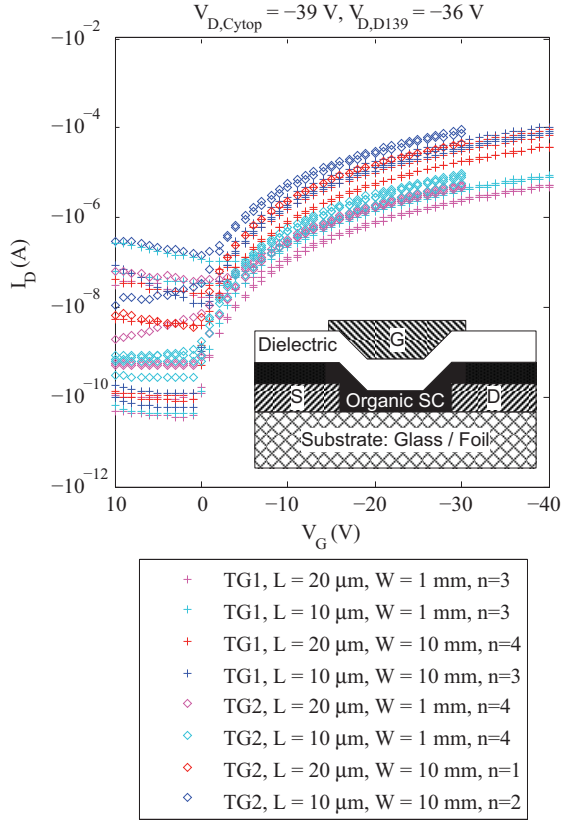 V_D,Cytop = −39 V, V_D,D139 = −36 V
−10^−2
−10^−4
−10^−6
−10^−8
−10^−10
−10^−12
I_D (A)
10 0 −10 −20 −30 −40
V_G (V)
G
Dielectric
S Organic SC D
Substrate: Glass / Foil
TG1, L = 20 μm, W = 1 mm, n=3
TG1, L = 10 μm, W = 1 mm, n=3
TG1, L = 20 μm, W = 10 mm, n=4
TG1, L = 10 μm, W = 10 mm, n=3
TG2, L = 20 μm, W = 1 mm, n=4
TG2, L = 10 μm, W = 1 mm, n=4
TG2, L = 20 μm, W = 10 mm, n=1
TG2, L = 10 μm, W = 10 mm, n=2